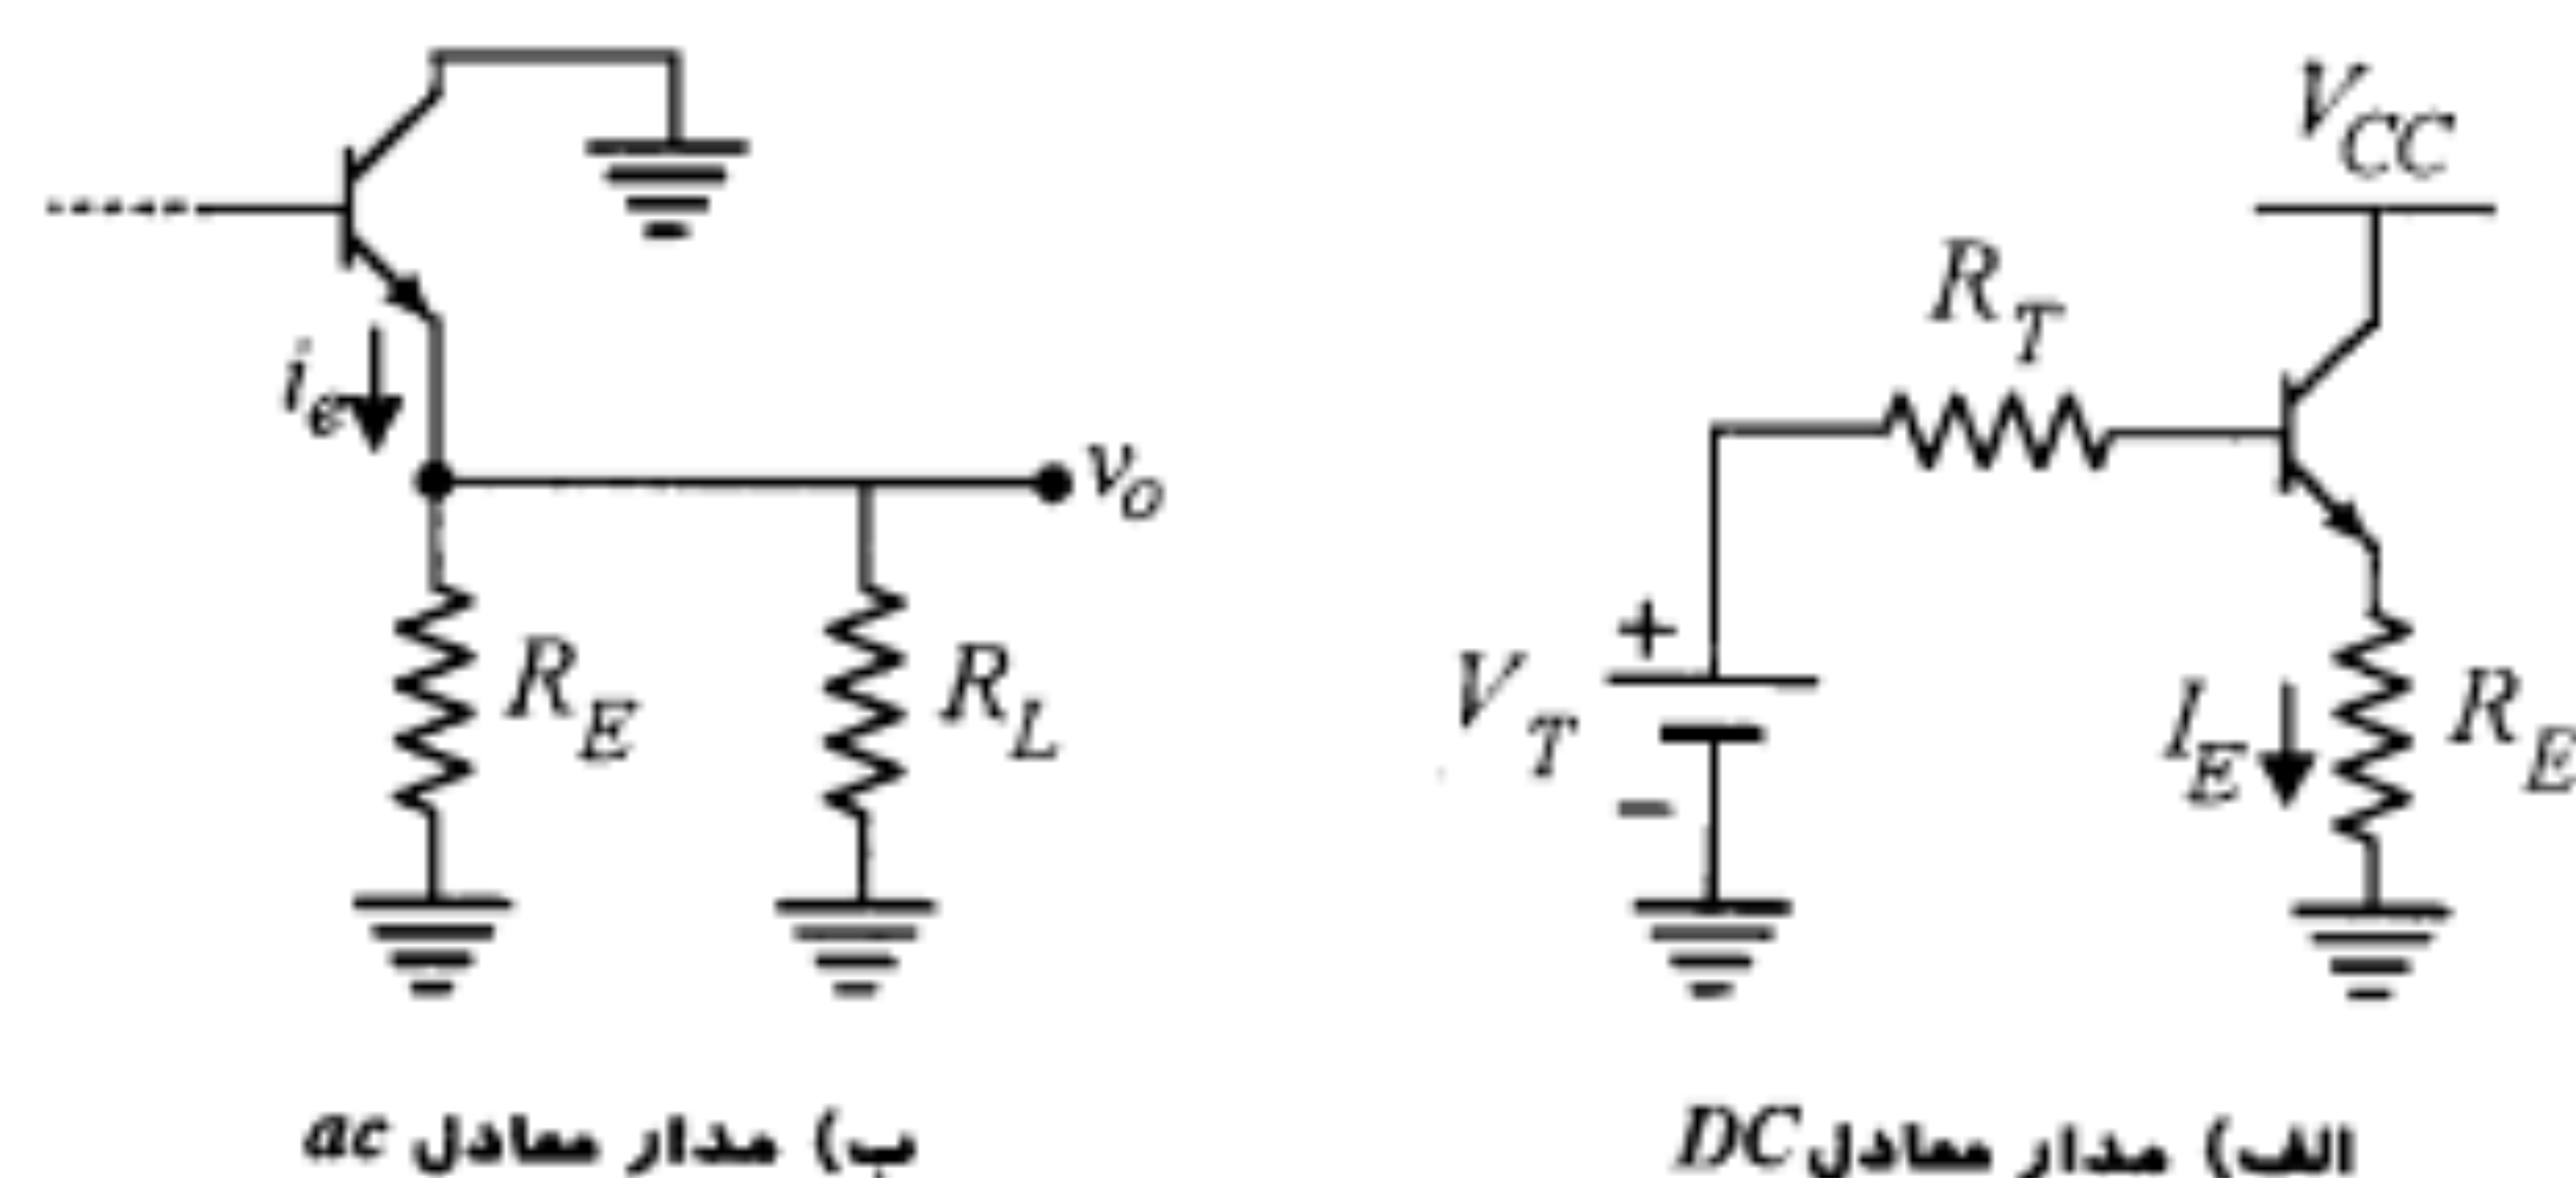 V_CC
R_T
i_e
v_o
V_T
+
−
R_E
R_L
I_E
R_E
الف) مدار معادل DC
ب) مدار معادل ac